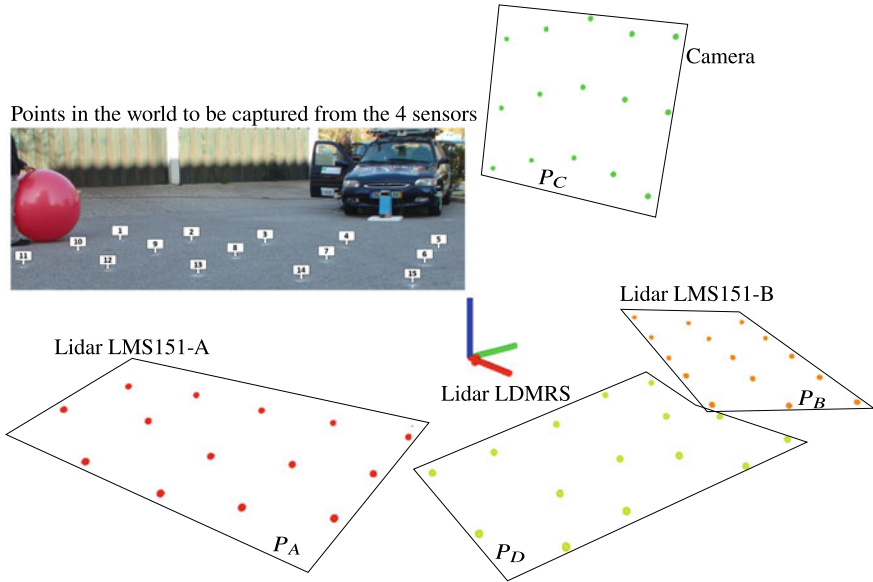 Camera
Points in the world to be captured from the 4 sensors
P_C
1
2
3
4
5
6
7
8
9
10
11
12
13
14
15
Lidar LMS151-B
Lidar LMS151-A
Lidar LDMRS
P_B
P_A
P_D